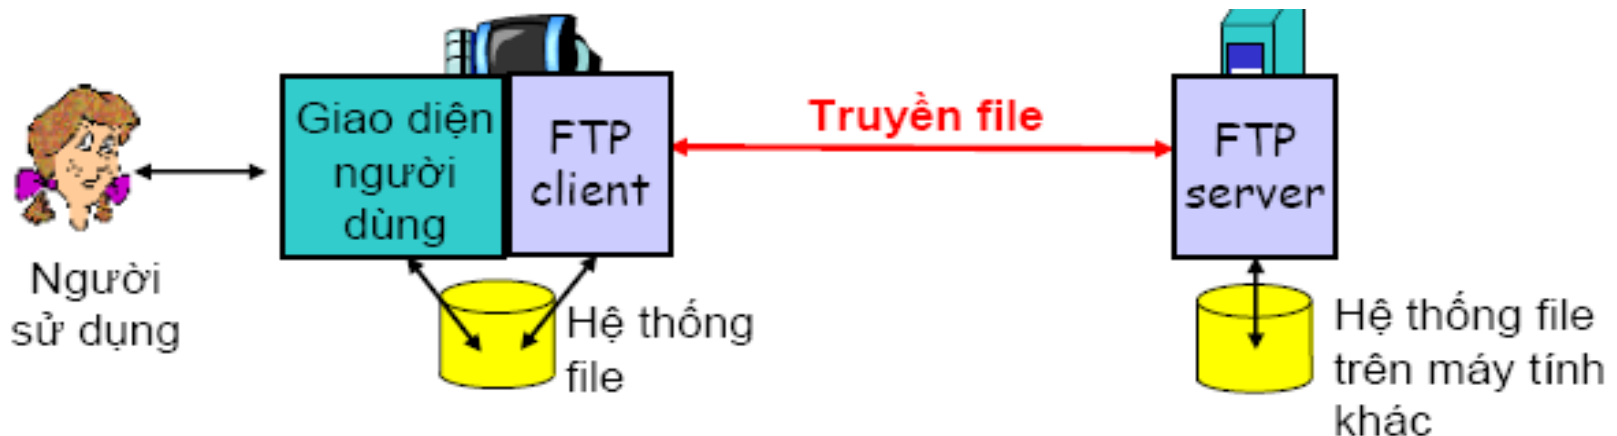 Người
sử dụng
Giao diện
người
dùng
FTP
client
Hệ thống
file
Truyền file
FTP
server
Hệ thống file
trên máy tính
khác